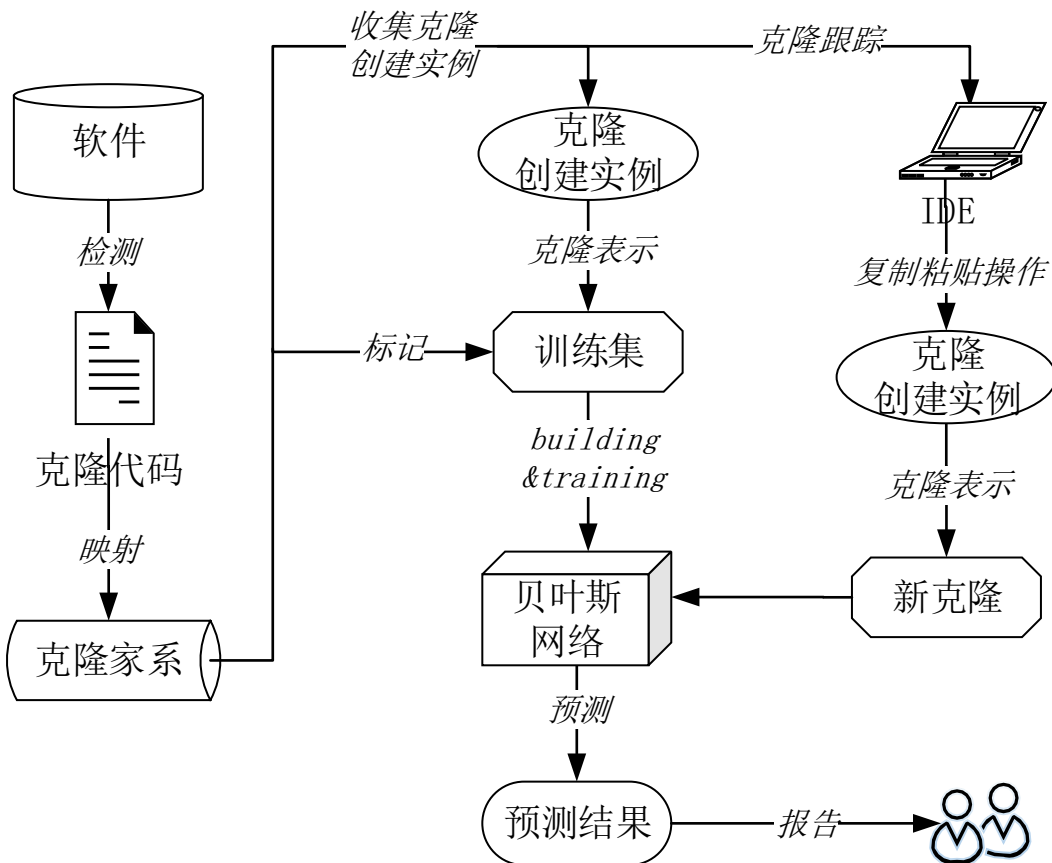 收集克隆
创建实例
克隆跟踪
软件
克隆
创建实例
IDE
检测
克隆表示
复制粘贴操作
标记
训练集
克隆
创建实例
克隆代码
building
&training
克隆表示
映射
贝叶斯
网络
新克隆
克隆家系
预测
预测结果
报告